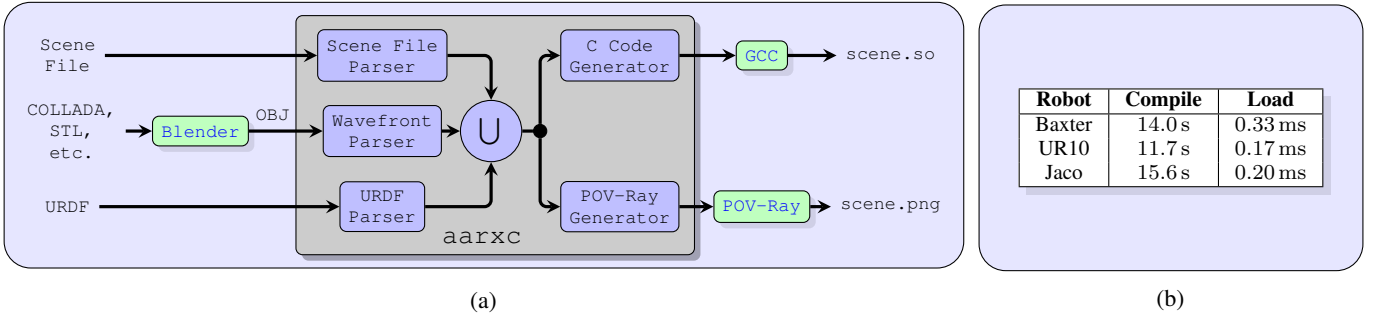 Scene
File
Scene File
Parser
C Code
Generator
GCC
scene.so
COLLADA,
STL,
etc.
Blender
OBJ
Wavefront
Parser
∪
URDF
URDF
Parser
POV-Ray
Generator
POV-Ray
scene.png
aarxc
(a)
Robot Compile Load
Baxter 14.0 s 0.33 ms
UR10 11.7 s 0.17 ms
Jaco 15.6 s 0.20 ms
(b)